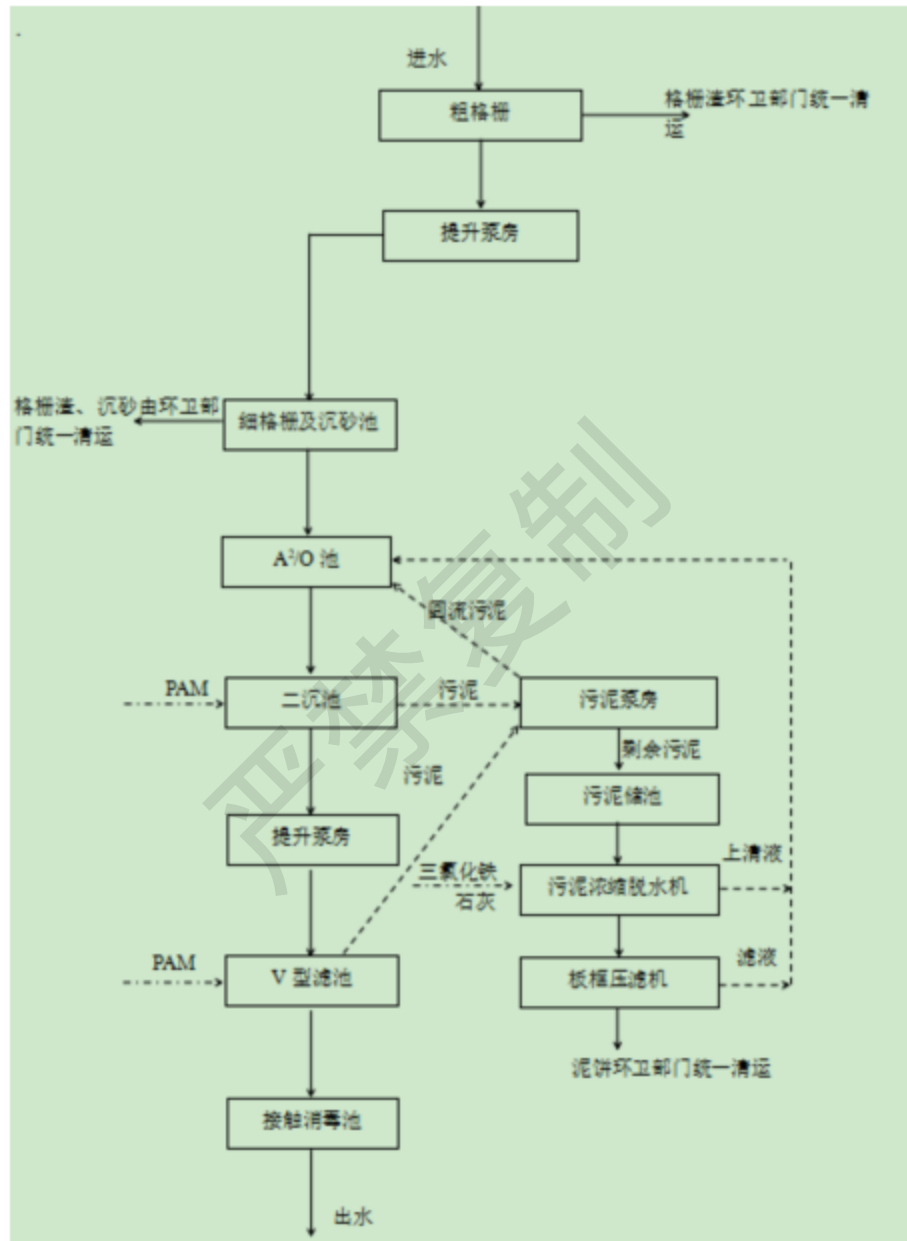 进水
粗格栅
格栅渣环卫部门统一清
运
提升泵房
格栅渣、沉砂由环卫部
门统一清运
细格栅及沉砂池
A²/O 池
回流污泥
PAM
二沉池
污泥
污泥泵房
剩余污泥
污泥
污泥储池
提升泵房
上清液
三氯化铁
石灰
污泥浓缩脱水机
PAM
V 型滤池
板框压滤机
滤液
泥饼环卫部门统一清运
接触消毒池
出水
严禁复制